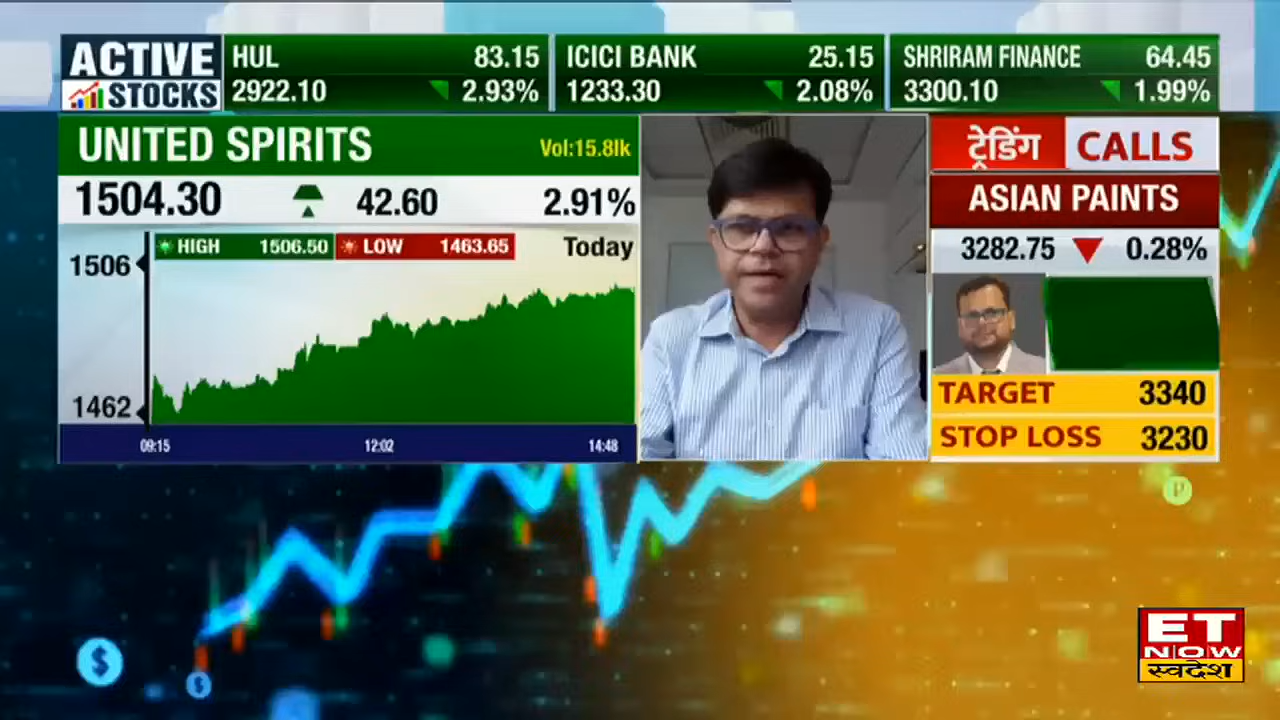 ACTIVE
STOCKS
HUL 83.15
2922.10 2.93%
ICICI BANK 25.15
1233.30 2.08%
SHRIRAM FINANCE 64.45
3300.10 1.99%
UNITED SPIRITS Vol:15.8lk
1504.30 42.60 2.91%
HIGH 1506.50 LOW 1463.65 Today
1506
1462
09:15 12:02 14:48
ट्रेडिंग CALLS
ASIAN PAINTS
3282.75 0.28%
TARGET 3340
STOP LOSS 3230
$
$
P
ET
NOW
स्वदेश